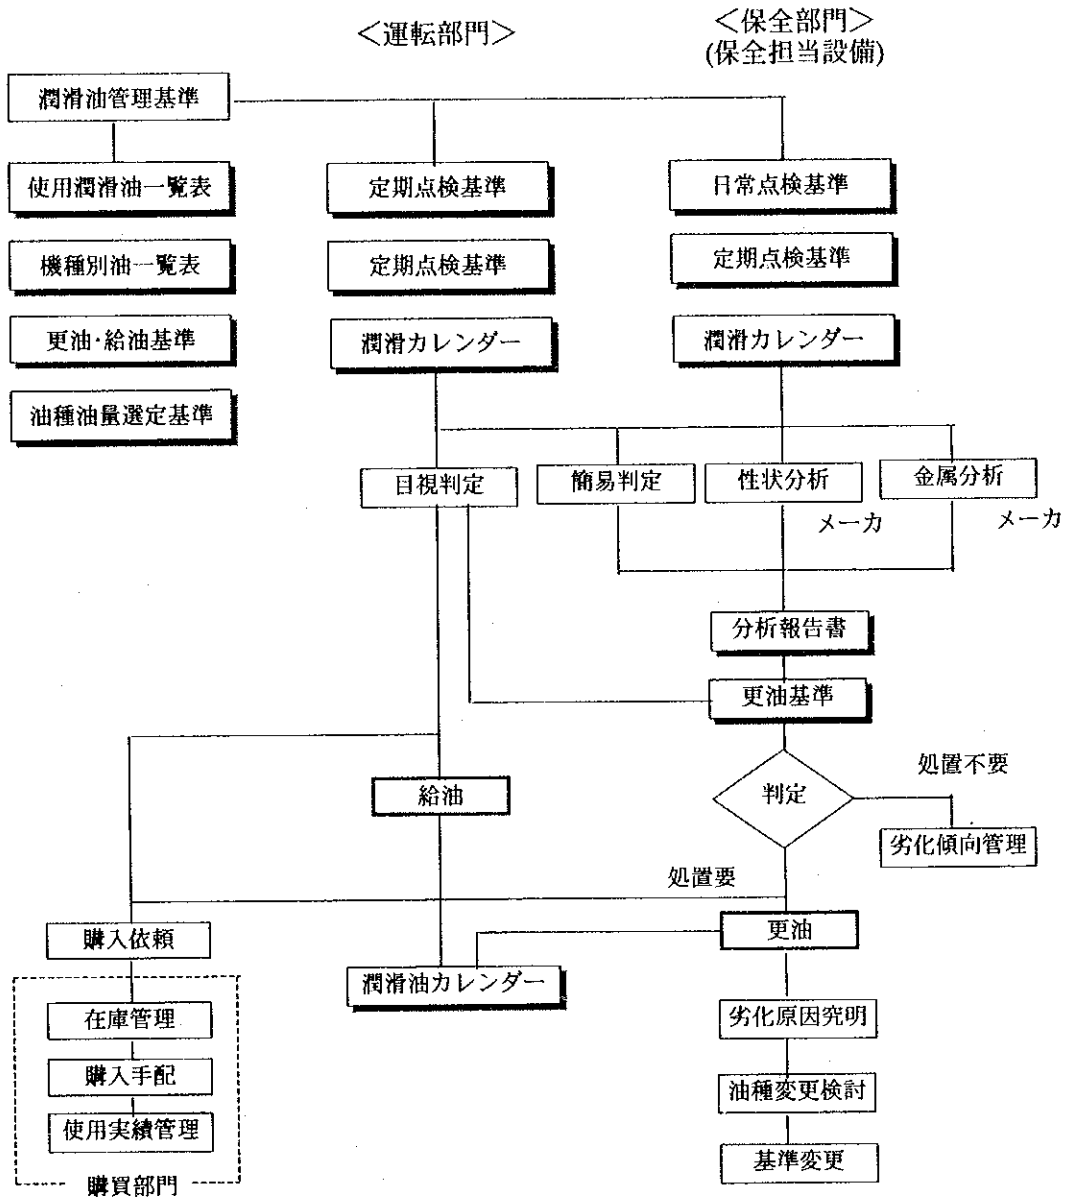 ＜運転部門＞
＜保全部門＞
(保全担当設備)
潤滑油管理基準
使用潤滑油一覧表
定期点検基準
日常点検基準
機種別油一覧表
定期点検基準
定期点検基準
更油･給油基準
潤滑カレンダー
潤滑カレンダー
油種油量選定基準
目視判定
簡易判定
性状分析
金属分析
メーカ
メーカ
分析報告書
更油基準
給油
判定
処置不要
劣化傾向管理
処置要
購入依頼
更油
潤滑油カレンダー
在庫管理
劣化原因究明
購入手配
油種変更検討
使用実績管理
基準変更
購買部門